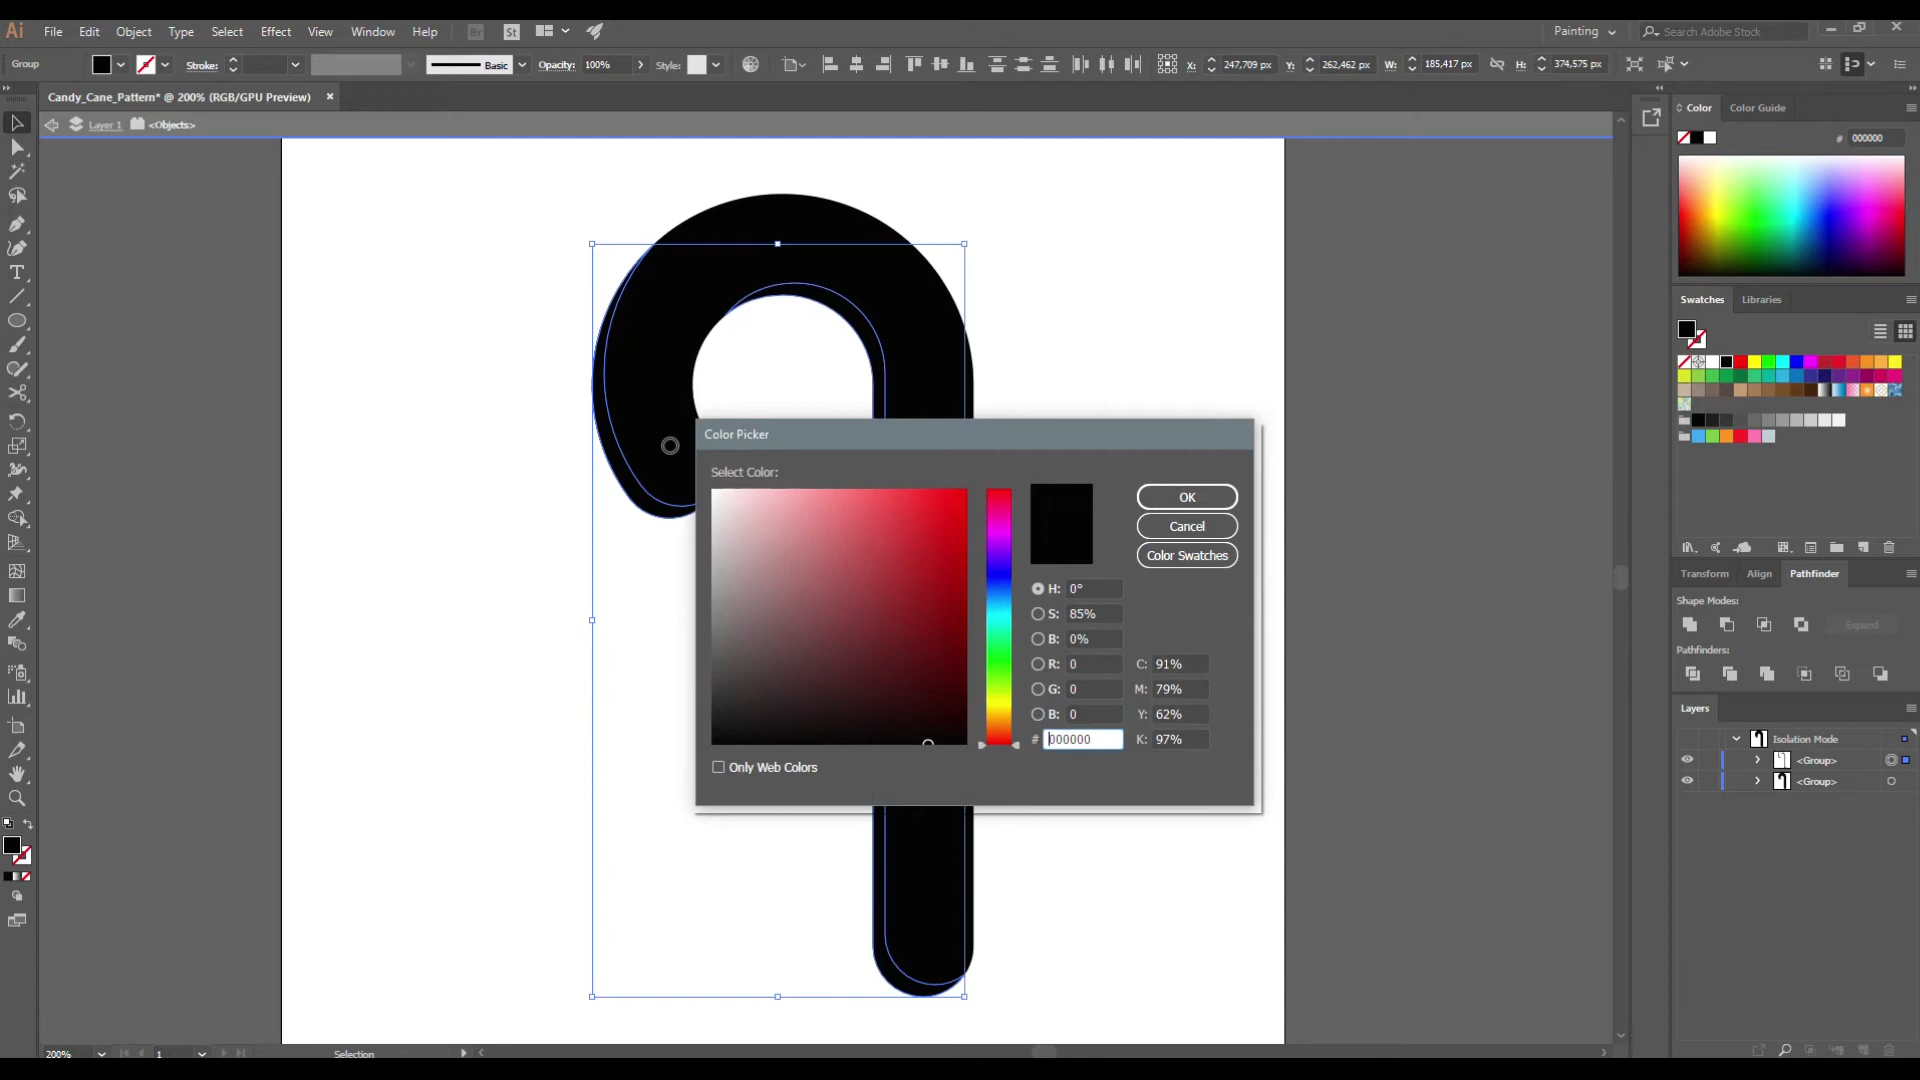 Ai File Edit Object Type Select Effect View Window Help Br St Painting Search Adobe Stock
Group Stroke: Basic Opacity: 100% Style: X: 247,709 px Y: 262,462 px W: 185,417 px H: 374,575 px
Candy_Cane_Pattern* @ 200% (RGB/GPU Preview) ×
Layer 1 <Objects>
Color Color Guide
# 000000
Swatches Libraries
Color Picker
Select Color:
OK
Cancel
Color Swatches
H: 0°
S: 85%
B: 0%
R: 0 C: 91%
G: 0 M: 79%
B: 0 Y: 62%
# 000000 K: 97%
Only Web Colors
Transform Align Pathfinder
Shape Modes:
Expand
Pathfinders:
Layers
Isolation Mode
<Group>
<Group>
200% 1 Selection